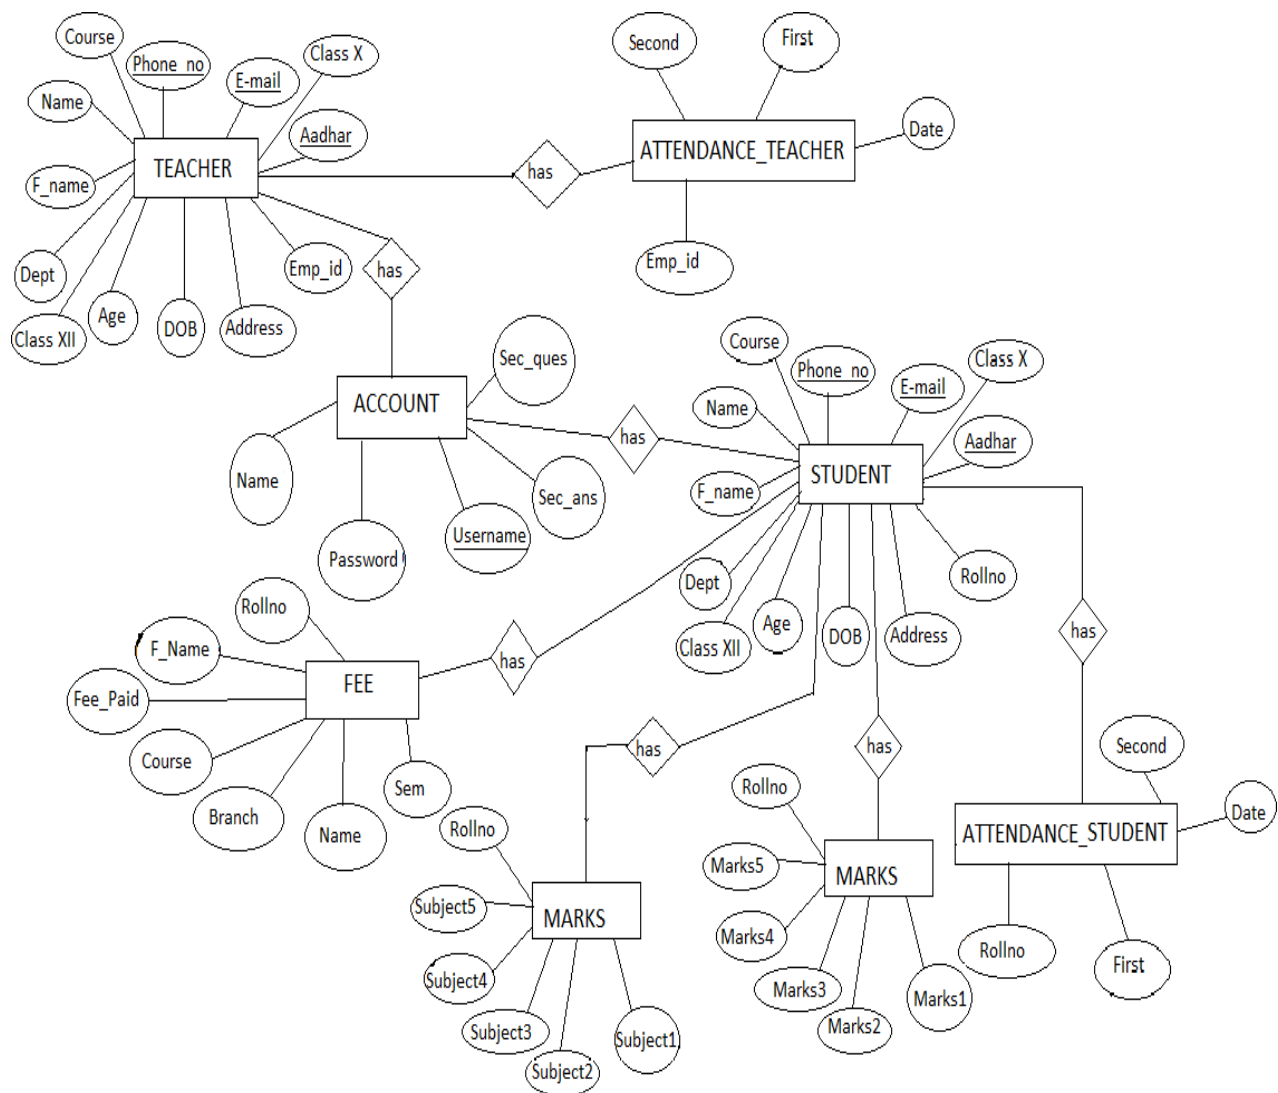 Course
Phone_no
E-mail
Class X
Name
Aadhar
TEACHER
F_name
Dept
Class XII
Age
DOB
Address
Emp_id
has
Second
First
Date
ATTENDANCE_TEACHER
Emp_id
has
ACCOUNT
Sec_ques
Name
Password
Username
Sec_ans
has
Course
Phone_no
E-mail
Class X
Name
Aadhar
STUDENT
F_name
Dept
Class XII
Age
DOB
Address
Rollno
has
Rollno
F_Name
FEE
Fee_Paid
Course
Branch
Name
Sem
has
has
has
Rollno
Subject5
MARKS
Subject4
Subject3
Subject2
Subject1
Rollno
Marks5
MARKS
Marks4
Marks3
Marks2
Marks1
Second
Date
ATTENDANCE_STUDENT
Rollno
First